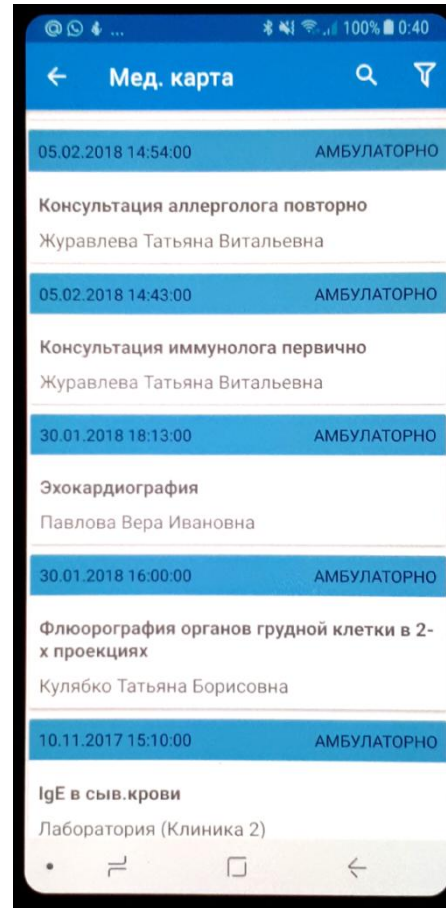 ... 100% 0:40
Мед. карта
05.02.2018 14:54:00 АМБУЛАТОРНО
Консультация аллерголога повторно
Журавлева Татьяна Витальевна
05.02.2018 14:43:00 АМБУЛАТОРНО
Консультация иммунолога первично
Журавлева Татьяна Витальевна
30.01.2018 18:13:00 АМБУЛАТОРНО
Эхокардиография
Павлова Вера Ивановна
30.01.2018 16:00:00 АМБУЛАТОРНО
Флюорография органов грудной клетки в 2-
х проекциях
Кулябко Татьяна Борисовна
10.11.2017 15:10:00 АМБУЛАТОРНО
IgE в сыв.крови
Лаборатория (Клиника 2)